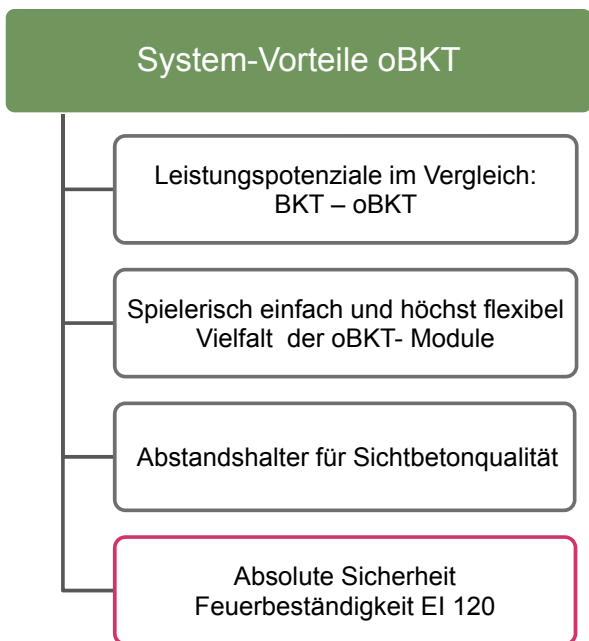 System-Vorteile oBKT
Leistungspotenziale im Vergleich:
BKT – oBKT
Spielerisch einfach und höchst flexibel
Vielfalt  der oBKT- Module
Abstandshalter für Sichtbetonqualität
Absolute Sicherheit
Feuerbeständigkeit EI 120